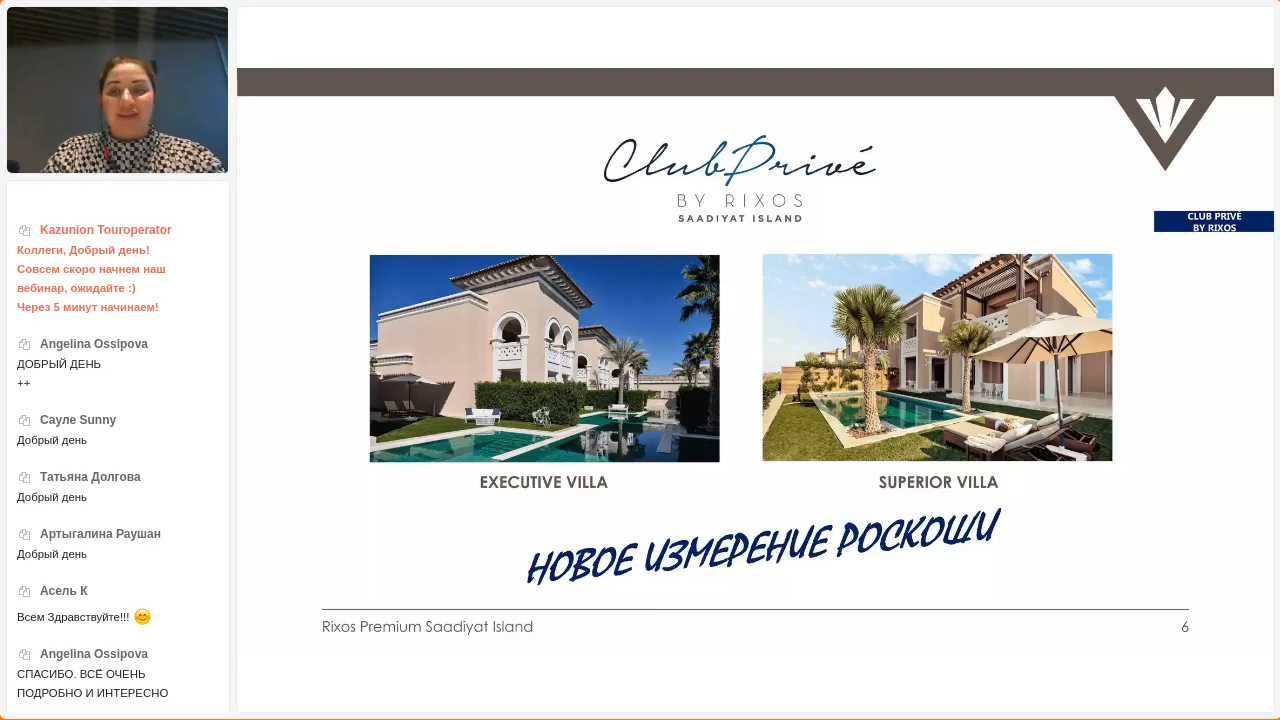 Kazunion Touroperator
Коллеги, Добрый день!
Совсем скоро начнем наш
вебинар, ожидайте :)
Через 5 минут начинаем!
Angelina Ossipova
ДОБРЫЙ ДЕНЬ
++
Сауле Sunny
Добрый день
Татьяна Долгова
Добрый день
Артыгалина Раушан
Добрый день
Асель К
Всем Здравствуйте!!! 😊
Angelina Ossipova
СПАСИБО. ВСЁ ОЧЕНЬ
ПОДРОБНО И ИНТЕРЕСНО
Club Privé
BY RIXOS
SAADIYAT ISLAND
CLUB PRIVÉ
BY RIXOS
EXECUTIVE VILLA
SUPERIOR VILLA
НОВОЕ ИЗМЕРЕНИЕ РОСКОШИ
Rixos Premium Saadiyat Island
6